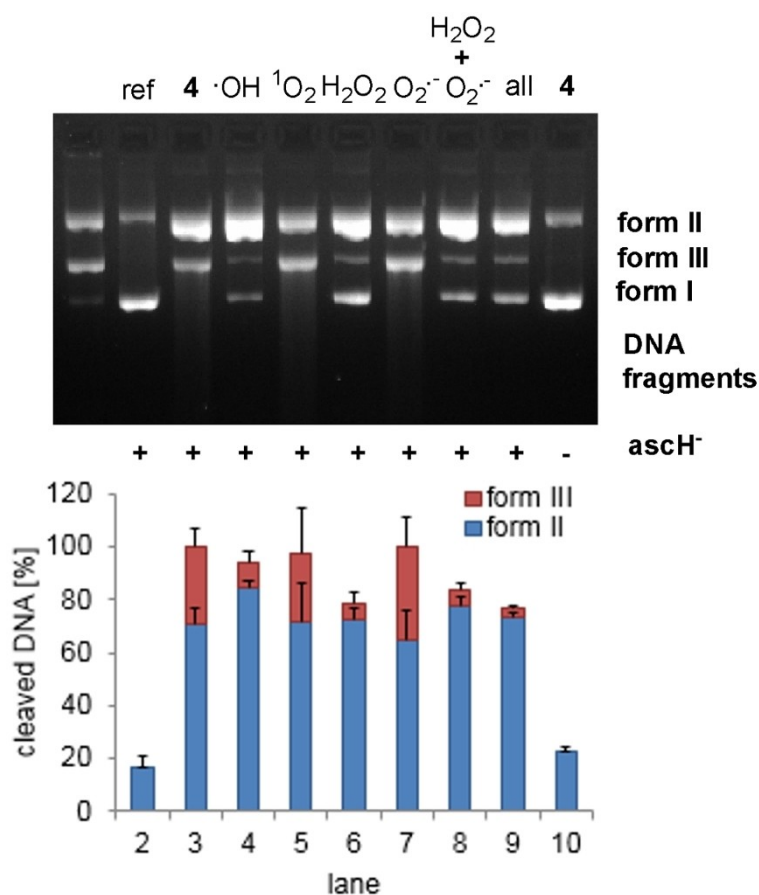 H₂O₂
+
ref 4 ·OH ¹O₂ H₂O₂ O₂·⁻ O₂·⁻ all 4
form II
form III
form I
DNA
fragments
+ + + + + + + + - ascH⁻
120
100
80
60
40
20
0
cleaved DNA [%]
form III
form II
2 3 4 5 6 7 8 9 10
lane